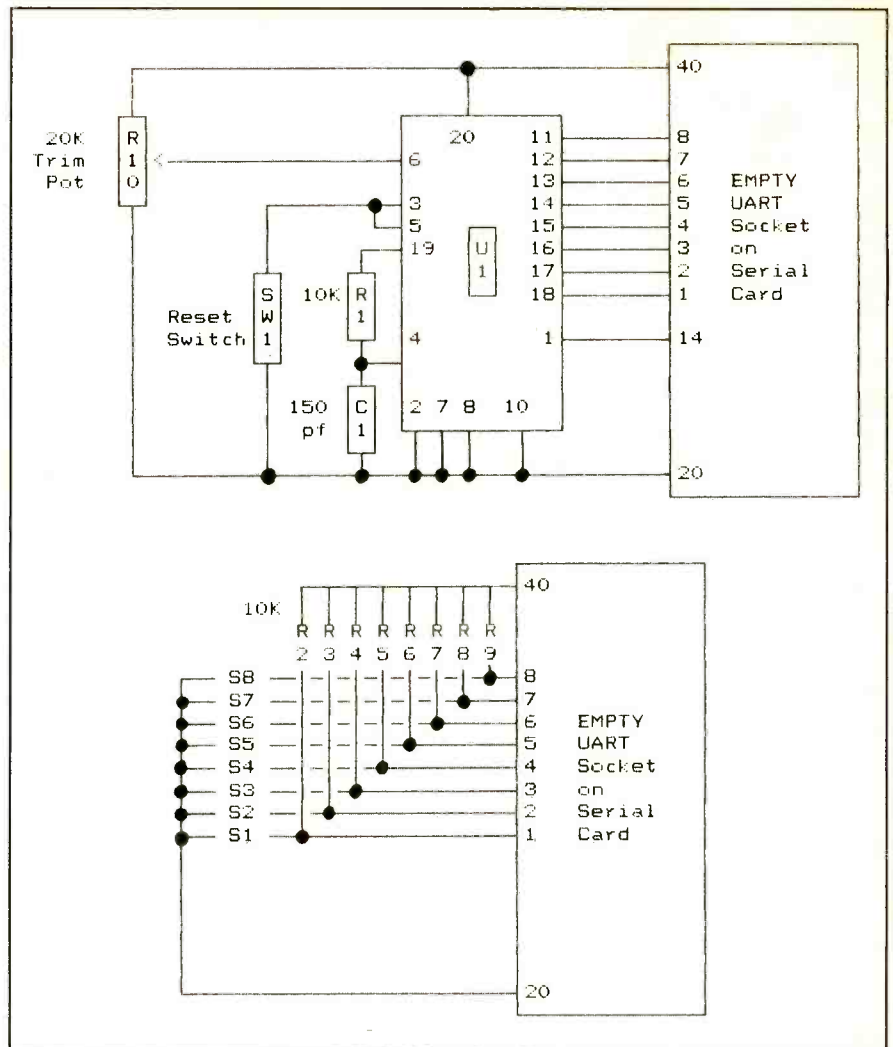 40
20K R 20 11 8
Trim 1 6 12 7
Pot 0 13 6 EMPTY
3 14 5 UART
5 15 4 Socket
19 U 16 3 on
S 10K R 1 17 2 Serial
Reset W 1 18 1 Card
Switch 1 4 1 14
150 C 2 7 8 10
pf 1
20
40
10K
R R R R R R R R
2 3 4 5 6 7 8 9
S8 8
S7 7
S6 6 EMPTY
S5 5 UART
S4 4 Socket
S3 3 on
S2 2 Serial
S1 1 Card
20